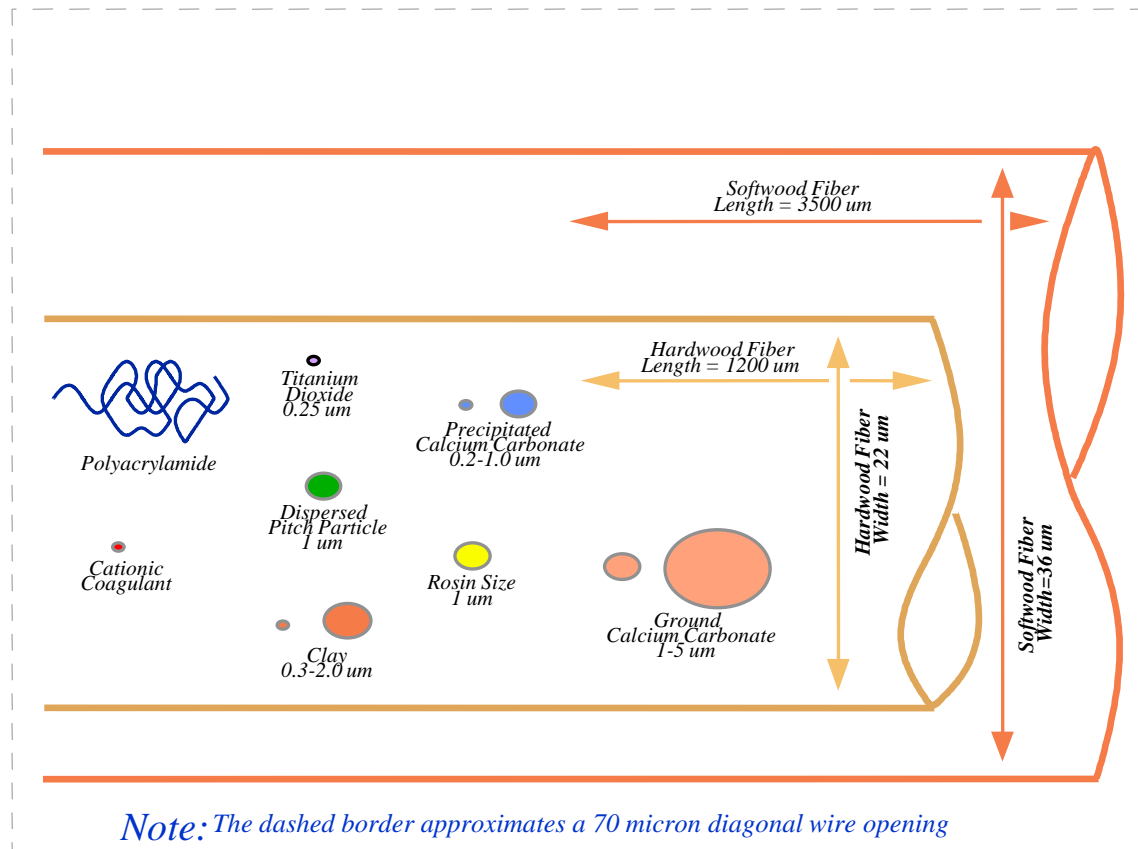 Softwood Fiber
Length = 3500 um
Hardwood Fiber
Length = 1200 um
Titanium
Dioxide
0.25 um
Precipitated
Calcium Carbonate
0.2-1.0 um
Polyacrylamide
Dispersed
Pitch Particle
1 um
Hardwood Fiber
Width = 22 um
Softwood Fiber
Width=36 um
Cationic
Coagulant
Rosin Size
1 um
Ground
Calcium Carbonate
1-5 um
Clay
0.3-2.0 um
Note: The dashed border approximates a 70 micron diagonal wire opening